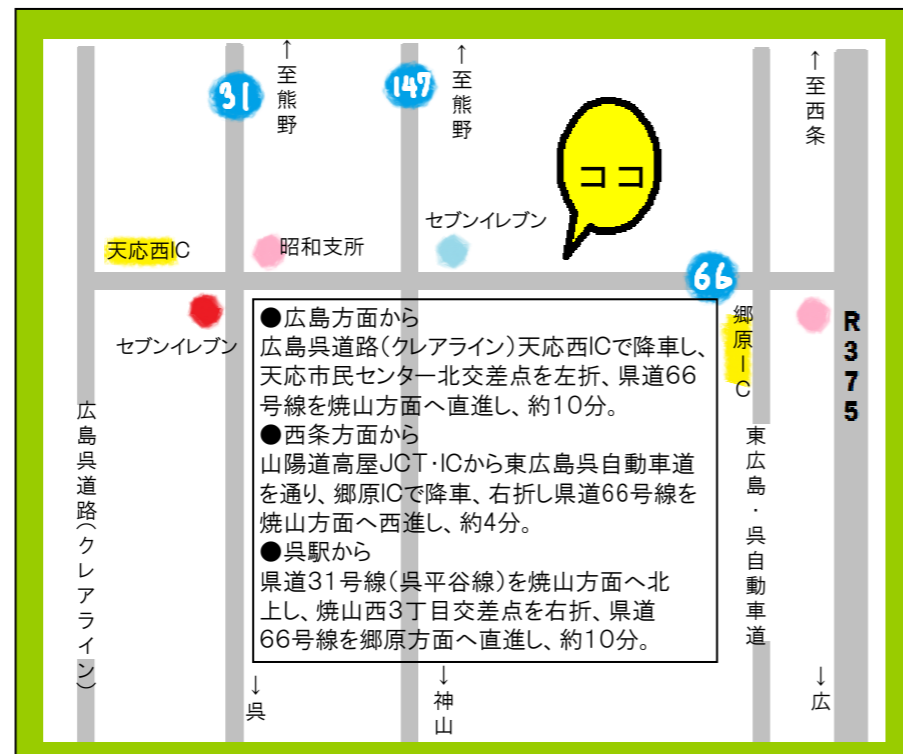 31
↑至熊野
147
↑至熊野
↑至西条
ココ
セブンイレブン
天応西IC
昭和支所
66
セブンイレブン
郷原IC
R375
●広島方面から
広島呉道路(クレアライン)天応西ICで降車し、
天応市民センター北交差点を左折、県道66
号線を焼山方面へ直進し、約10分。
●西条方面から
山陽道高屋JCT・ICから東広島呉自動車道
を通り、郷原ICで降車、右折し県道66号線を
焼山方面へ西進し、約4分。
●呉駅から
県道31号線(呉平谷線)を焼山方面へ北
上し、焼山西3丁目交差点を右折、県道
66号線を郷原方面へ直進し、約10分。
広島呉道路(クレアライン)
東広島・呉自動車道
↓呉
↓神山
↓広